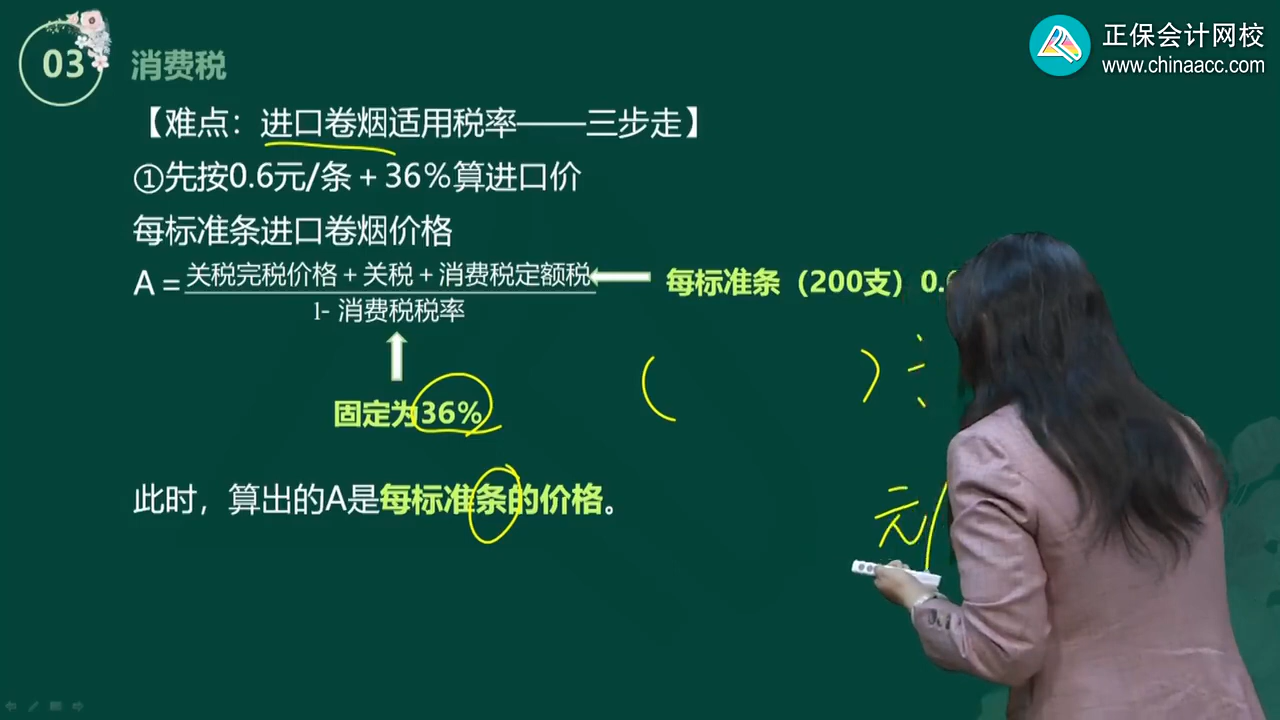 正保会计网校
www.chinaacc.com
03
消费税
【难点：进口卷烟适用税率——三步走】
①先按0.6元/条＋36%算进口价
每标准条进口卷烟价格
A = 关税完税价格＋关税＋消费税定额税
1- 消费税税率
每标准条（200支）0.
固定为36%
( ) ÷
此时，算出的A是每标准条的价格。
元/